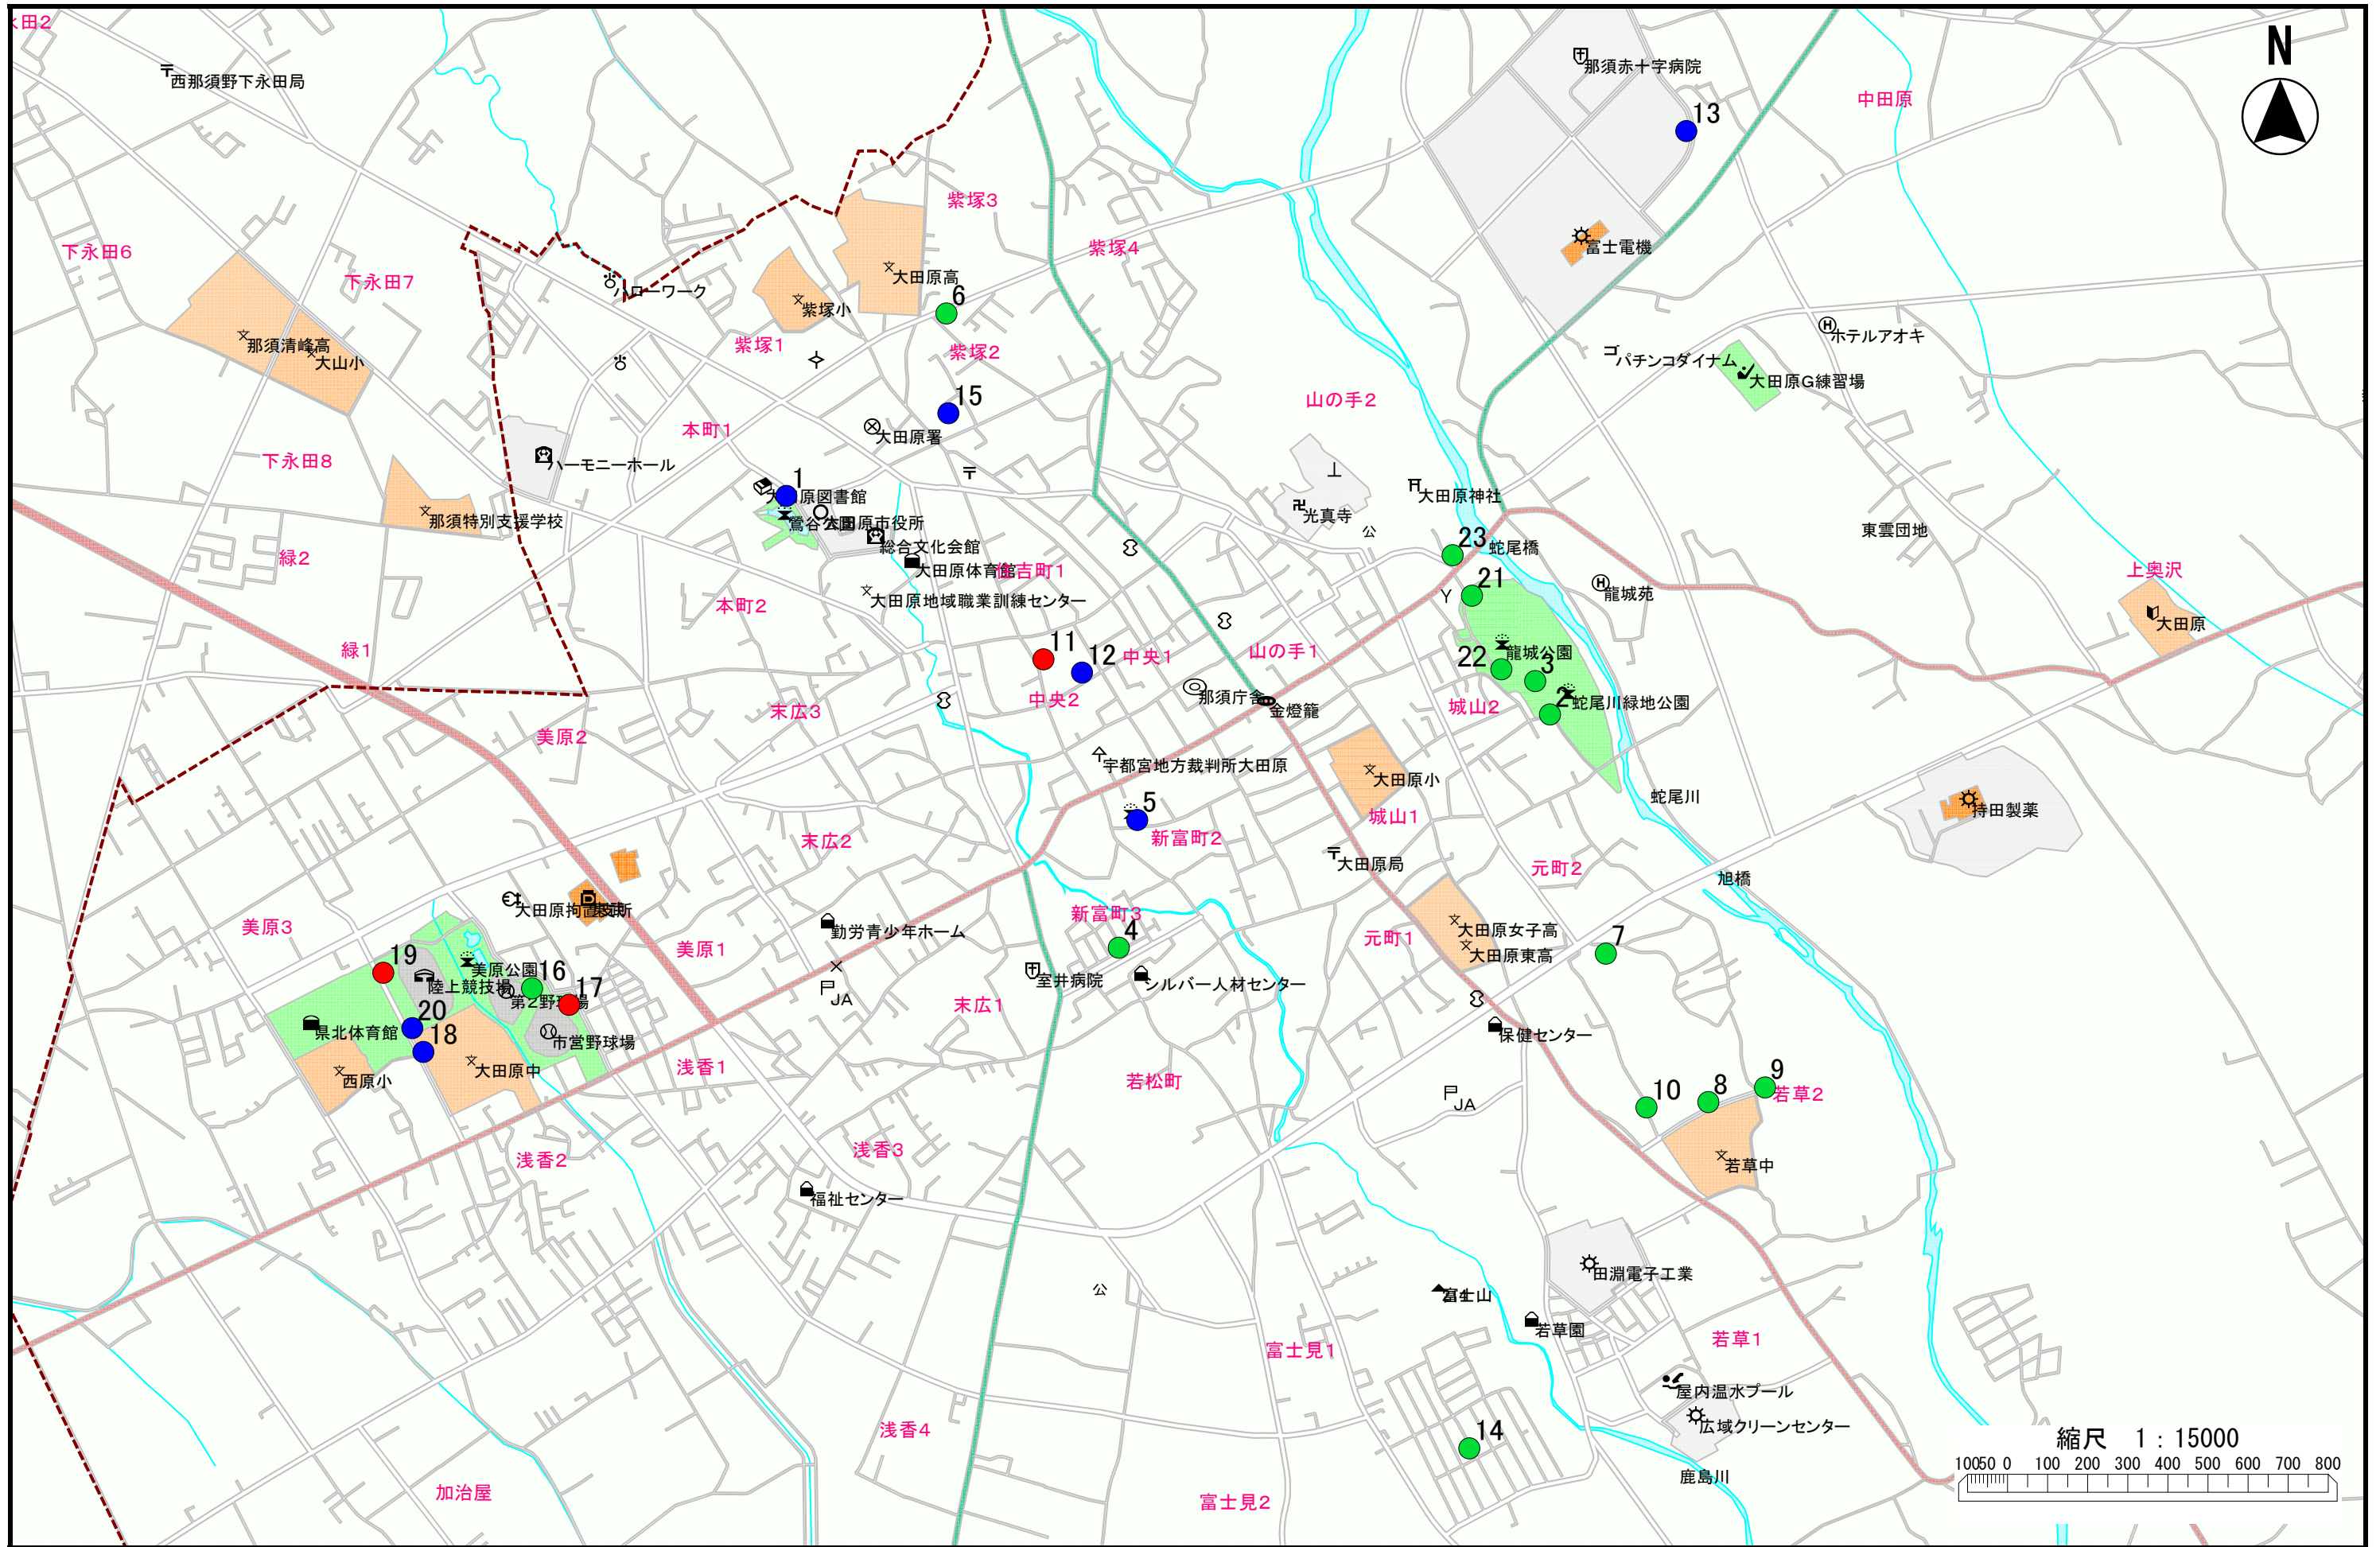 永田2
西那須野下永田局
那須赤十字病院
中田原
N
13
紫塚3
紫塚4
下永田6
下永田7
大田原高
富士電機
ハローワーク
紫塚小
6
ホテルアオキ
那須清峰高
大山小
紫塚1
紫塚2
パチンコダイナム
大田原G練習場
15
山の手2
本町1
大田原署
下永田8
ハーモニーホール
1
大田原図書館
大田原神社
光真寺
公
那須特別支援学校
大田原市役所
総合文化会館
東雲団地
緑2
23
蛇尾橋
大田原体育館
住吉町1
上奥沢
21
Y
龍城苑
大田原地域職業訓練センター
本町2
大田原
緑1
11
12
中央1
山の手1
22
龍城公園
3
中央2
那須庁舎
金燈籠
城山2
2
蛇尾川緑地公園
末広3
美原2
宇都宮地方裁判所大田原
大田原小
5
蛇尾川
持田製薬
城山1
新富町2
末広2
大田原局
元町2
旭橋
大田原拘置支所
美原3
新富町3
勤労青少年ホーム
4
元町1
大田原女子高
大田原東高
7
美原1
19
美原公園
16
陸上競技場
第2野球場
17
室井病院
シルバー人材センター
JA
末広1
20
18
県北体育館
市営野球場
保健センター
大田原中
西原小
浅香1
若松町
10
8
9
若草2
JA
浅香3
浅香2
若草中
福祉センター
田淵電子工業
公
富士山
若草園
富士見1
若草1
屋内温水プール
広域クリーンセンター
浅香4
14
縮尺 1:15000
100 50 0 100 200 300 400 500 600 700 800
鹿島川
加治屋
富士見2